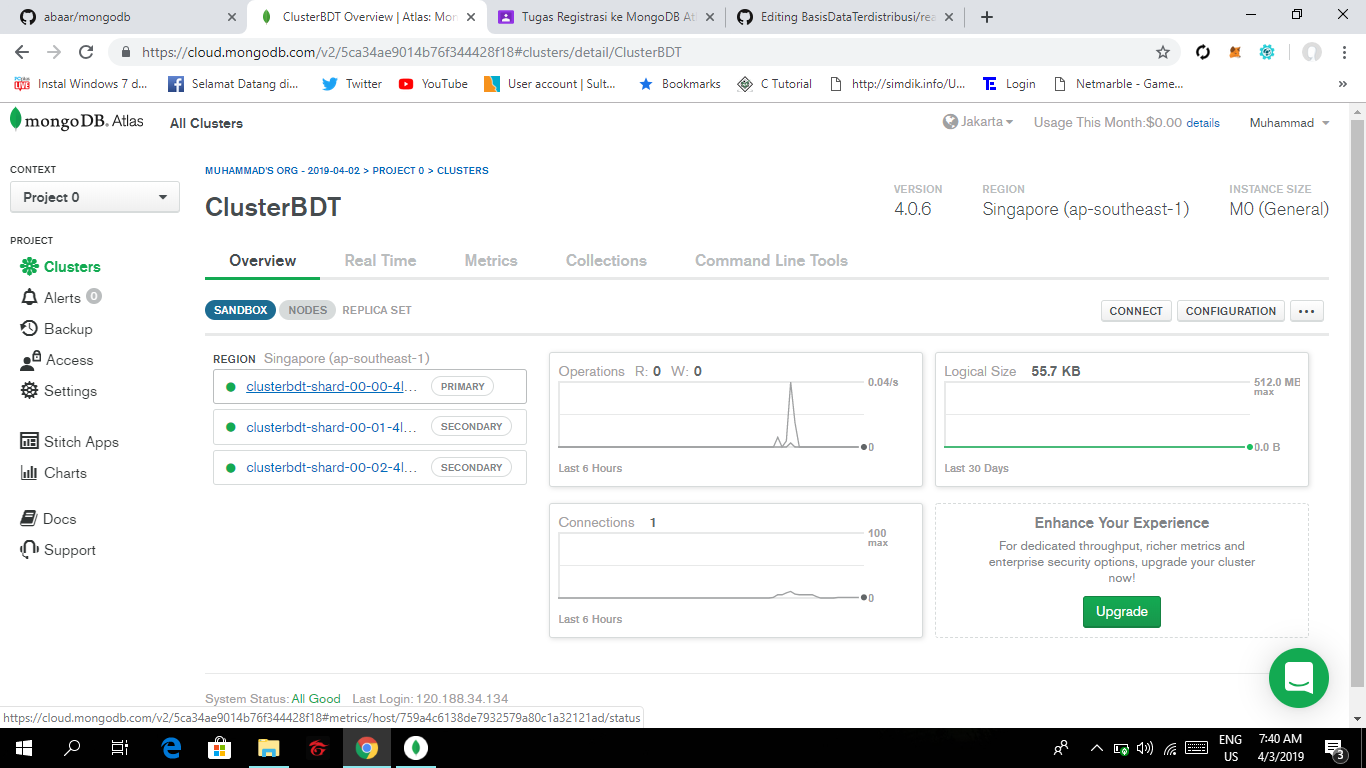 abaar/mongodb
ClusterBDT Overview | Atlas: Mon
Tugas Registrasi ke MongoDB Atl
Editing BasisDataTerdistribusi/rea
https://cloud.mongodb.com/v2/5ca34ae9014b76f344428f18#clusters/detail/ClusterBDT
Instal Windows 7 d...
Selamat Datang di...
Twitter
YouTube
User account | Sult...
Bookmarks
C Tutorial
http://simdik.info/U...
Login
Netmarble - Game...
»
mongoDB. Atlas
All Clusters
Jakarta
Usage This Month:$0.00 details
Muhammad
CONTEXT
Project 0
PROJECT
Clusters
Alerts 0
Backup
Access
Settings
Stitch Apps
Charts
Docs
Support
MUHAMMAD'S ORG - 2019-04-02 > PROJECT 0 > CLUSTERS
ClusterBDT
VERSION
4.0.6
REGION
Singapore (ap-southeast-1)
INSTANCE SIZE
M0 (General)
Overview
Real Time
Metrics
Collections
Command Line Tools
SANDBOX
NODES
REPLICA SET
CONNECT
CONFIGURATION
...
REGION Singapore (ap-southeast-1)
clusterbdt-shard-00-00-4l... PRIMARY
clusterbdt-shard-00-01-4l... SECONDARY
clusterbdt-shard-00-02-4l... SECONDARY
Operations R: 0 W: 0
0.04/s
0
Last 6 Hours
Logical Size 55.7 KB
512.0 MB
max
0.0 B
Last 30 Days
Connections 1
100
max
0
Last 6 Hours
Enhance Your Experience
For dedicated throughput, richer metrics and
enterprise security options, upgrade your cluster
now!
Upgrade
System Status: All Good Last Login: 120.188.34.134
https://cloud.mongodb.com/v2/5ca34ae9014b76f344428f18#metrics/host/759a4c6138de7932579a80c1a32121ad/status
ENG
US
7:40 AM
4/3/2019
3